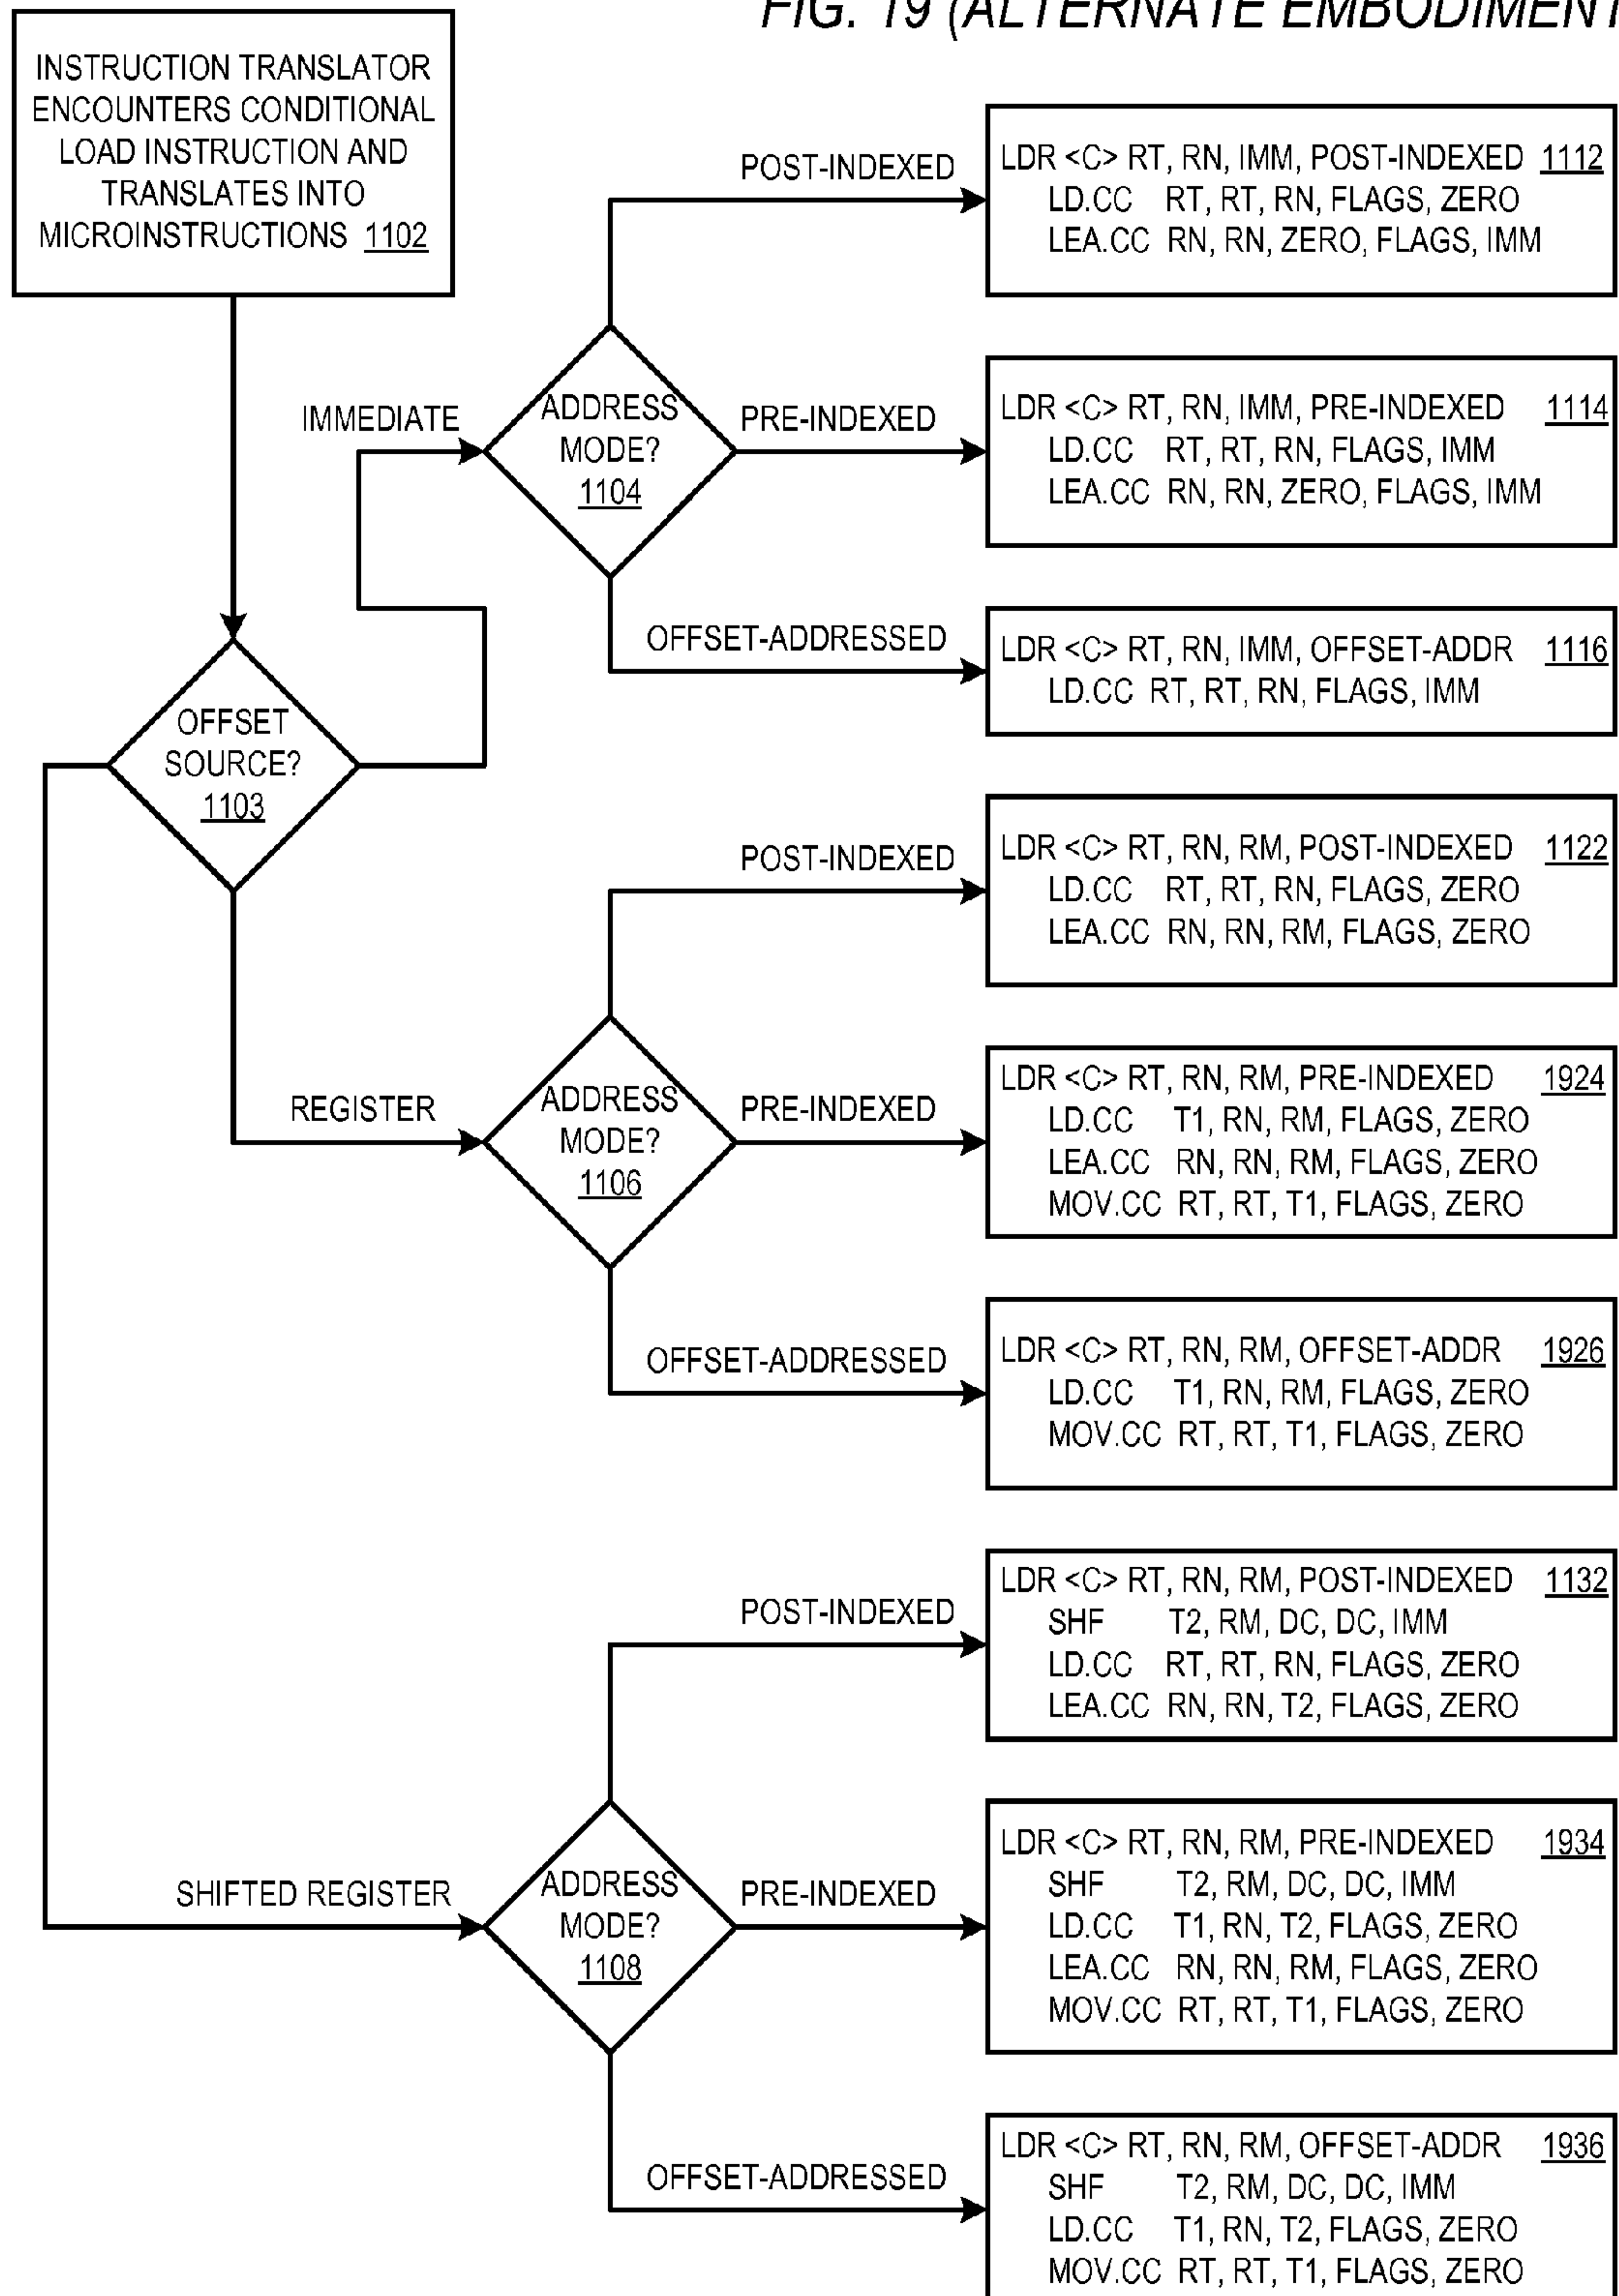 FIG. 19 (ALTERNATE EMBODIMENT
INSTRUCTION TRANSLATOR
ENCOUNTERS CONDITIONAL
LOAD INSTRUCTION AND
TRANSLATES INTO
MICROINSTRUCTIONS 1102
OFFSET
SOURCE?
1103
IMMEDIATE
ADDRESS
MODE?
1104
POST-INDEXED
LDR <C> RT, RN, IMM, POST-INDEXED 1112
LD.CC RT, RT, RN, FLAGS, ZERO
LEA.CC RN, RN, ZERO, FLAGS, IMM
PRE-INDEXED
LDR <C> RT, RN, IMM, PRE-INDEXED 1114
LD.CC RT, RT, RN, FLAGS, IMM
LEA.CC RN, RN, ZERO, FLAGS, IMM
OFFSET-ADDRESSED
LDR <C> RT, RN, IMM, OFFSET-ADDR 1116
LD.CC RT, RT, RN, FLAGS, IMM
REGISTER
ADDRESS
MODE?
1106
POST-INDEXED
LDR <C> RT, RN, RM, POST-INDEXED 1122
LD.CC RT, RT, RN, FLAGS, ZERO
LEA.CC RN, RN, RM, FLAGS, ZERO
PRE-INDEXED
LDR <C> RT, RN, RM, PRE-INDEXED 1924
LD.CC T1, RN, RM, FLAGS, ZERO
LEA.CC RN, RN, RM, FLAGS, ZERO
MOV.CC RT, RT, T1, FLAGS, ZERO
OFFSET-ADDRESSED
LDR <C> RT, RN, RM, OFFSET-ADDR 1926
LD.CC T1, RN, RM, FLAGS, ZERO
MOV.CC RT, RT, T1, FLAGS, ZERO
SHIFTED REGISTER
ADDRESS
MODE?
1108
POST-INDEXED
LDR <C> RT, RN, RM, POST-INDEXED 1132
SHF T2, RM, DC, DC, IMM
LD.CC RT, RT, RN, FLAGS, ZERO
LEA.CC RN, RN, T2, FLAGS, ZERO
PRE-INDEXED
LDR <C> RT, RN, RM, PRE-INDEXED 1934
SHF T2, RM, DC, DC, IMM
LD.CC T1, RN, T2, FLAGS, ZERO
LEA.CC RN, RN, RM, FLAGS, ZERO
MOV.CC RT, RT, T1, FLAGS, ZERO
OFFSET-ADDRESSED
LDR <C> RT, RN, RM, OFFSET-ADDR 1936
SHF T2, RM, DC, DC, IMM
LD.CC T1, RN, T2, FLAGS, ZERO
MOV.CC RT, RT, T1, FLAGS, ZERO